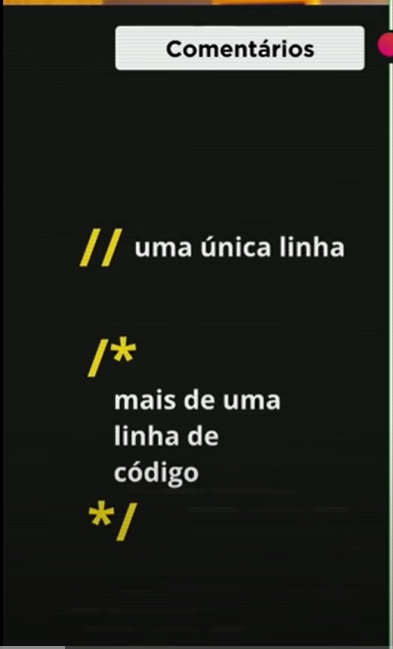 Comentários
// uma única linha
/*
mais de uma
linha de
código
*/